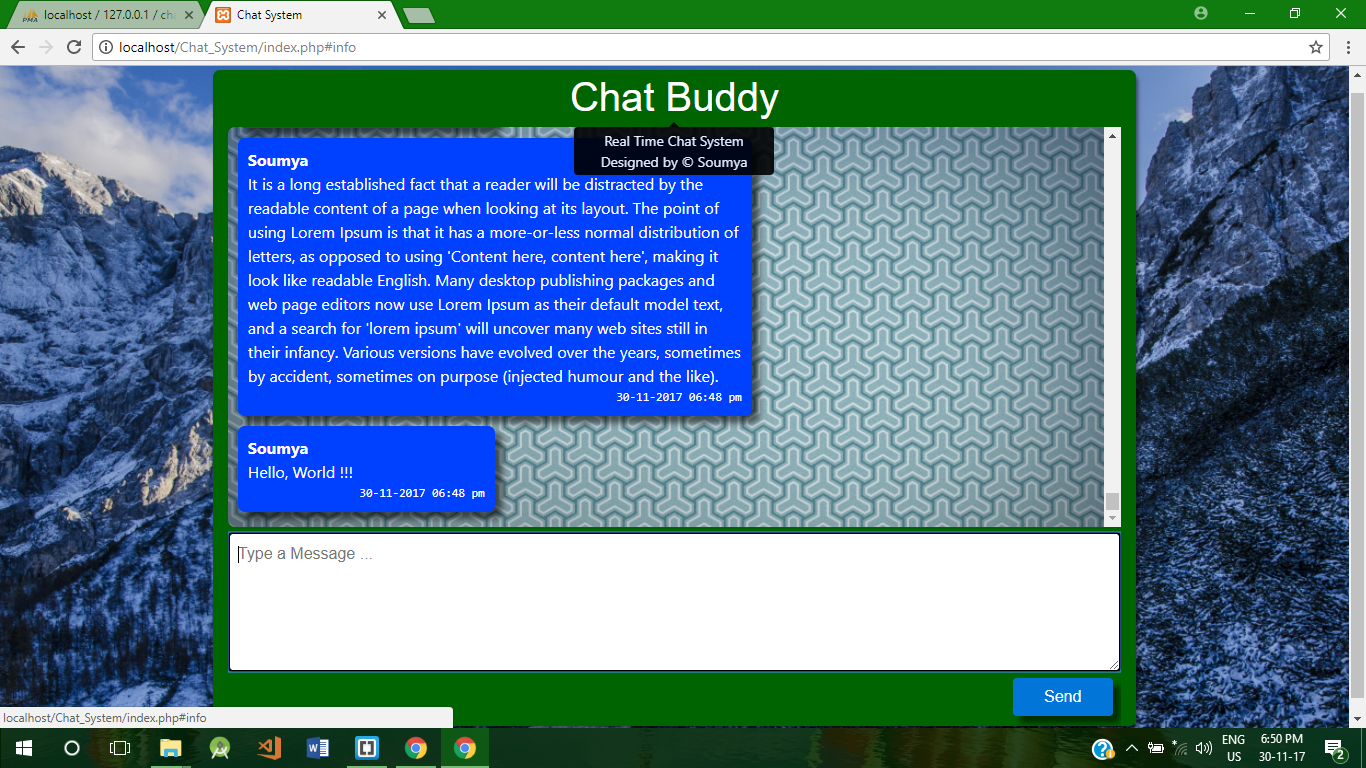 localhost / 127.0.0.1 / cha
Chat System
localhost/Chat_System/index.php#info
Chat Buddy
Real Time Chat System
Designed by © Soumya
Soumya
It is a long established fact that a reader will be distracted by the
readable content of a page when looking at its layout. The point of
using Lorem Ipsum is that it has a more-or-less normal distribution of
letters, as opposed to using 'Content here, content here', making it
look like readable English. Many desktop publishing packages and
web page editors now use Lorem Ipsum as their default model text,
and a search for 'lorem ipsum' will uncover many web sites still in
their infancy. Various versions have evolved over the years, sometimes
by accident, sometimes on purpose (injected humour and the like).
30-11-2017 06:48 pm
Soumya
Hello, World !!!
30-11-2017 06:48 pm
Type a Message ...
Send
localhost/Chat_System/index.php#info
ENG
US
6:50 PM
30-11-17
2